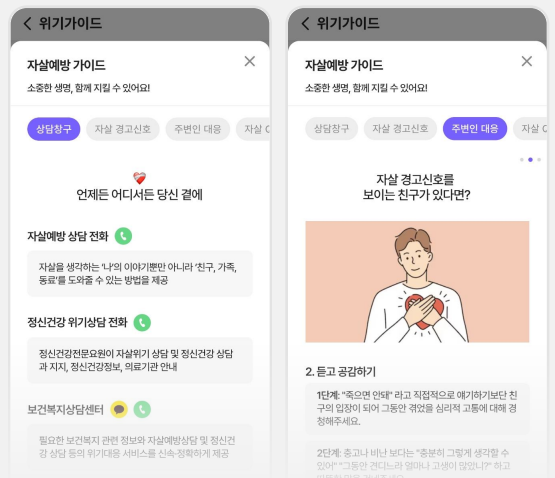 위기가이드
자살예방 가이드
소중한 생명, 함께 지킬 수 있어요!
상담창구
자살 경고신호
주변인 대응
자살
언제든 어디서든 당신 곁에
자살예방 상담 전화
자살을 생각하는 '나'의 이야기뿐만 아니라 '친구, 가족,
동료'를 도와줄 수 있는 방법을 제공
정신건강 위기상담 전화
정신건강전문요원이 자살위기 상담 및 정신건강 상담
과 지지, 정신건강정보, 의료기관 안내
보건복지상담센터
필요한 보건복지 관련 정보와 자살예방상담 및 정신건
강 상담 등의 위기대응 서비스를 신속·정확하게 제공
위기가이드
자살예방 가이드
소중한 생명, 함께 지킬 수 있어요!
상담창구
자살 경고신호
주변인 대응
자살
자살 경고신호를
보이는 친구가 있다면?
2. 듣고 공감하기
1단계: "죽으면 안돼" 라고 직접적으로 얘기하기보단 친
구의 입장이 되어 그동안 겪었을 심리적 고통에 대해 경
청해주세요.
2단계: 충고나 비난 보다는 "충분히 그렇게 생각할 수
있어" "그동안 견디느라 얼마나 고생이 많았니?" 하고